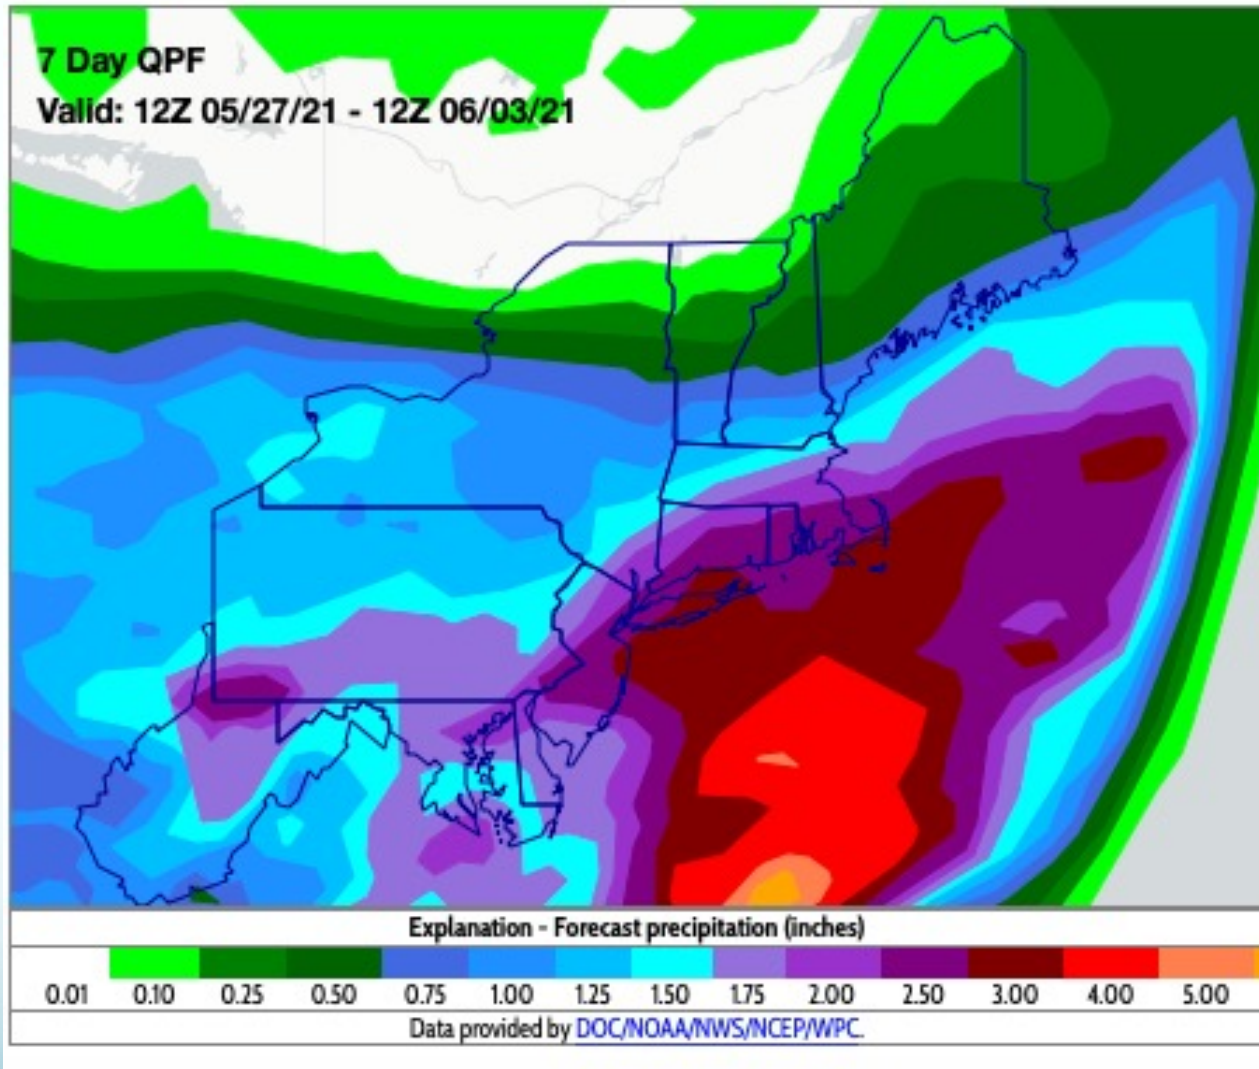 7 Day QPF
Valid: 12Z 05/27/21 - 12Z 06/03/21
Explanation - Forecast precipitation (inches)
0.01 0.10 0.25 0.50 0.75 1.00 1.25 1.50 1.75 2.00 2.50 3.00 4.00 5.00
Data provided by DOC/NOAA/NWS/NCEP/WPC.